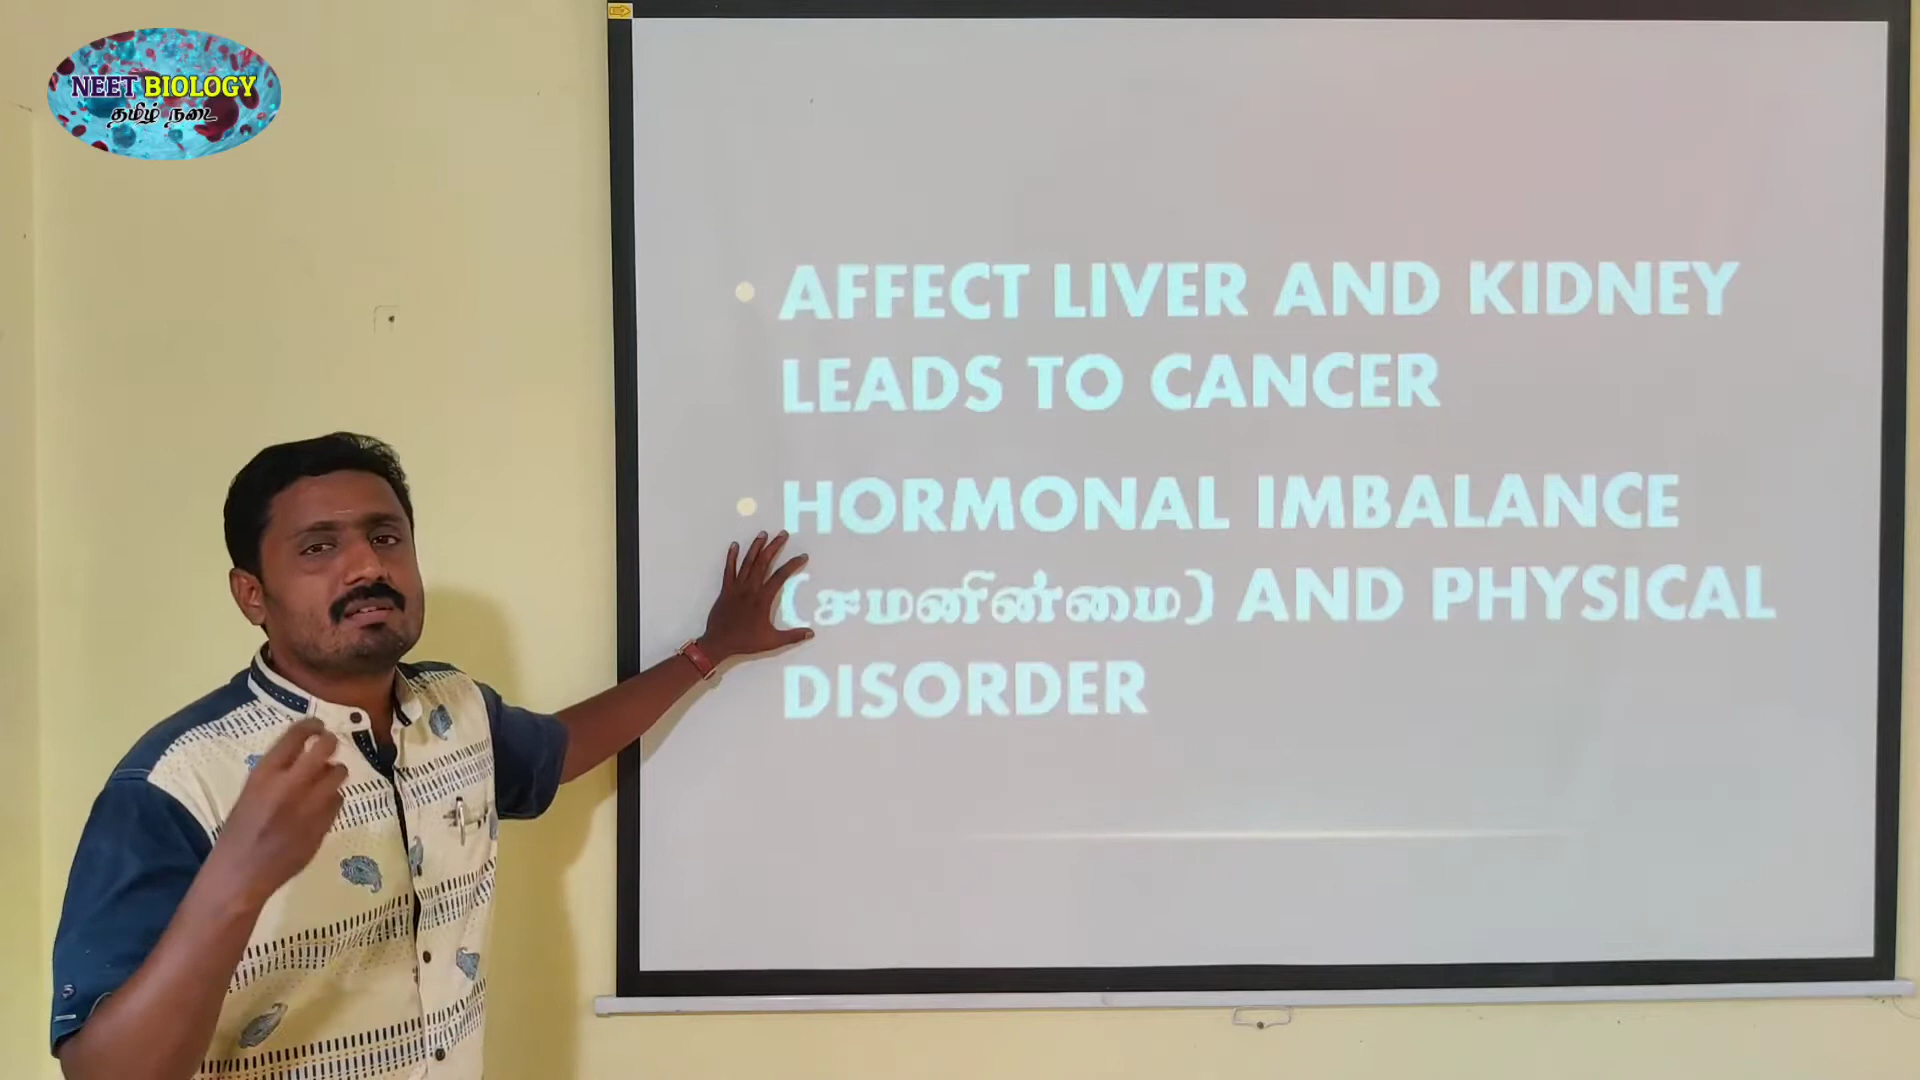 NEET BIOLOGY
தமிழ் நடை
AFFECT LIVER AND KIDNEY
LEADS TO CANCER
HORMONAL IMBALANCE
(சமனின்மை) AND PHYSICAL
DISORDER